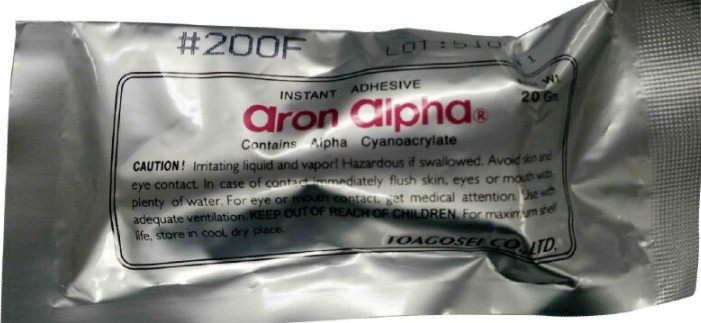 #200F LOT:510
INSTANT ADHESIVE
Wt.
aron alpha®
20 Gm
Contains Alpha Cyanoacrylate
CAUTION! Irritating liquid and vapor! Hazardous if swallowed. Avoid skin and
eye contact. In case of contact immediately flush skin, eyes or mouth with
plenty of water. For eye or mouth contact, get medical attention. Use with
adequate ventilation. KEEP OUT OF REACH OF CHILDREN. For maximum shelf
life, store in cool, dry place.
TOAGOSEI CO., LTD.